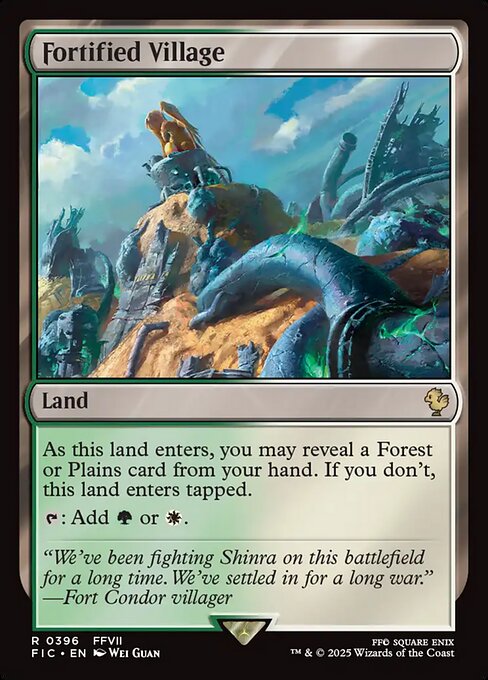 Fortified Village
Land
As this land enters, you may reveal a Forest
or Plains card from your hand. If you don't,
this land enters tapped.
: Add or .
“We've been fighting Shinra on this battlefield
for a long time. We've settled in for a long war.”
—Fort Condor villager
R 0396 FFVII
FIC • EN Wei Guan
FF© SQUARE ENIX
™ & © 2025 Wizards of the Coast